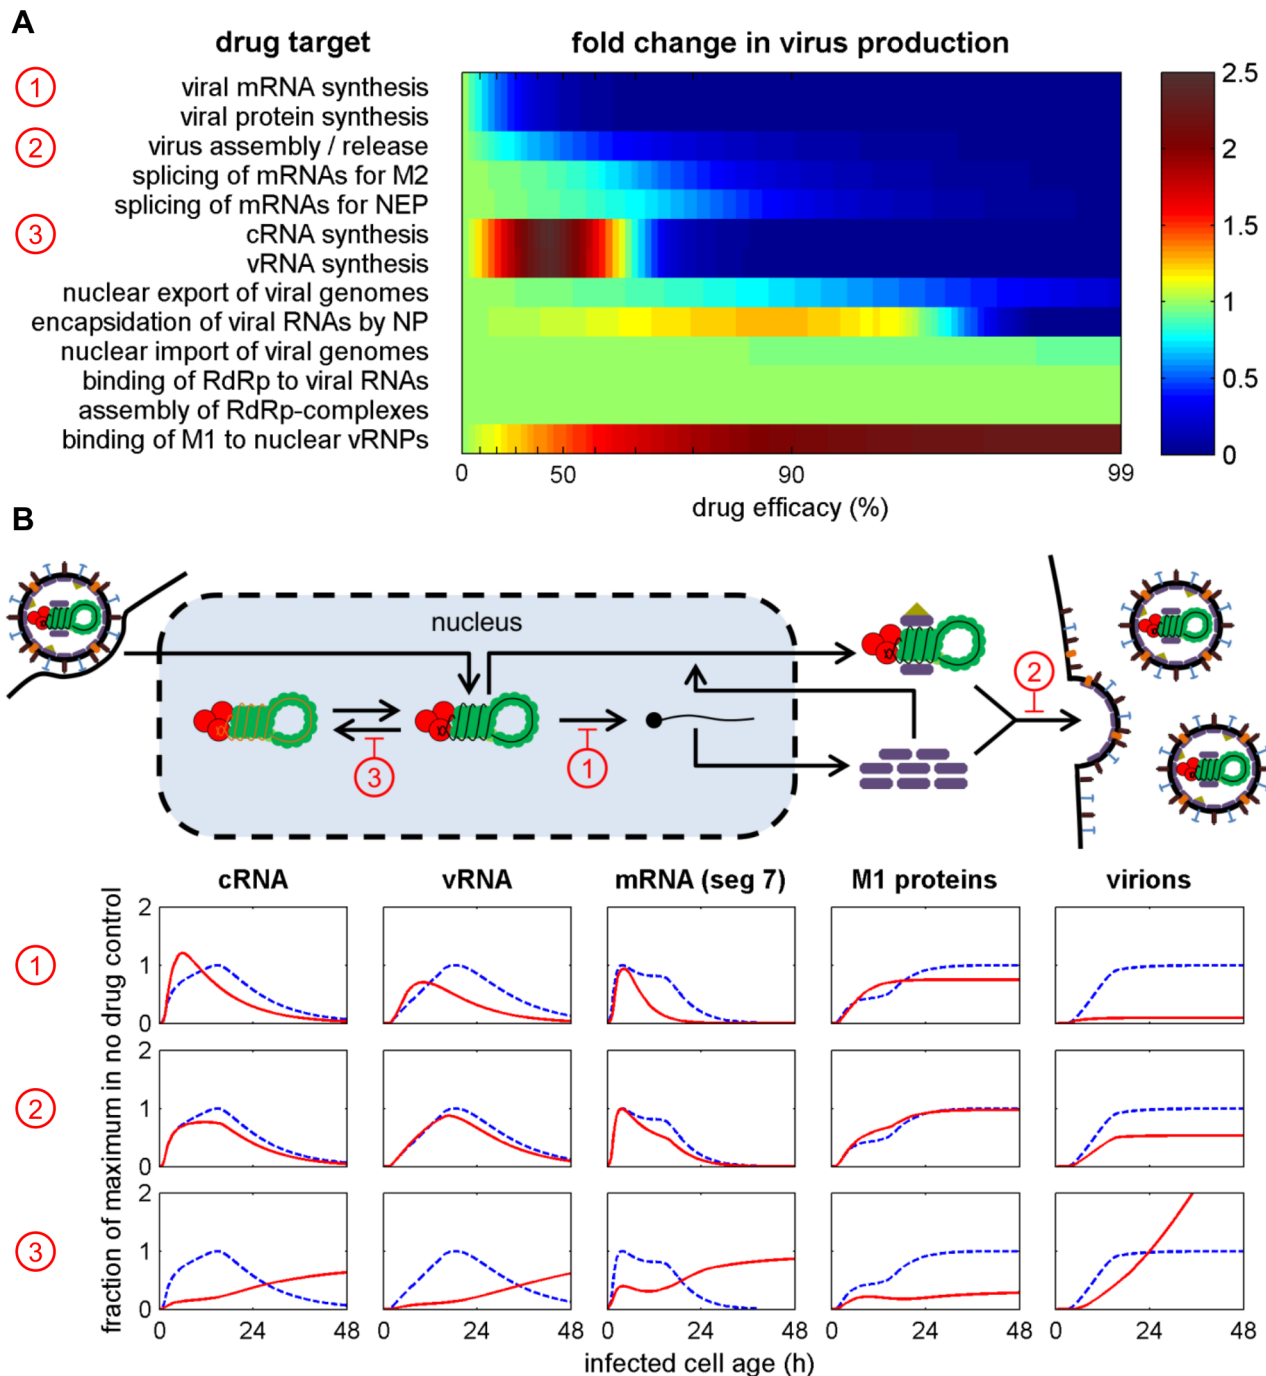 A
drug target
fold change in virus production
1
viral mRNA synthesis
viral protein synthesis
2
virus assembly / release
splicing of mRNAs for M2
splicing of mRNAs for NEP
3
cRNA synthesis
vRNA synthesis
nuclear export of viral genomes
encapsidation of viral RNAs by NP
nuclear import of viral genomes
binding of RdRp to viral RNAs
assembly of RdRp-complexes
binding of M1 to nuclear vRNPs
0 50 90 99
drug efficacy (%)
2.5
2
1.5
1
0.5
0
B
nucleus
2
3
1
cRNA vRNA mRNA (seg 7) M1 proteins virions
fraction of maximum in no drug control
1
2
1
0
2
2
1
0
3
2
1
0
0 24 48 0 24 48 0 24 48 0 24 48 0 24 48
infected cell age (h)